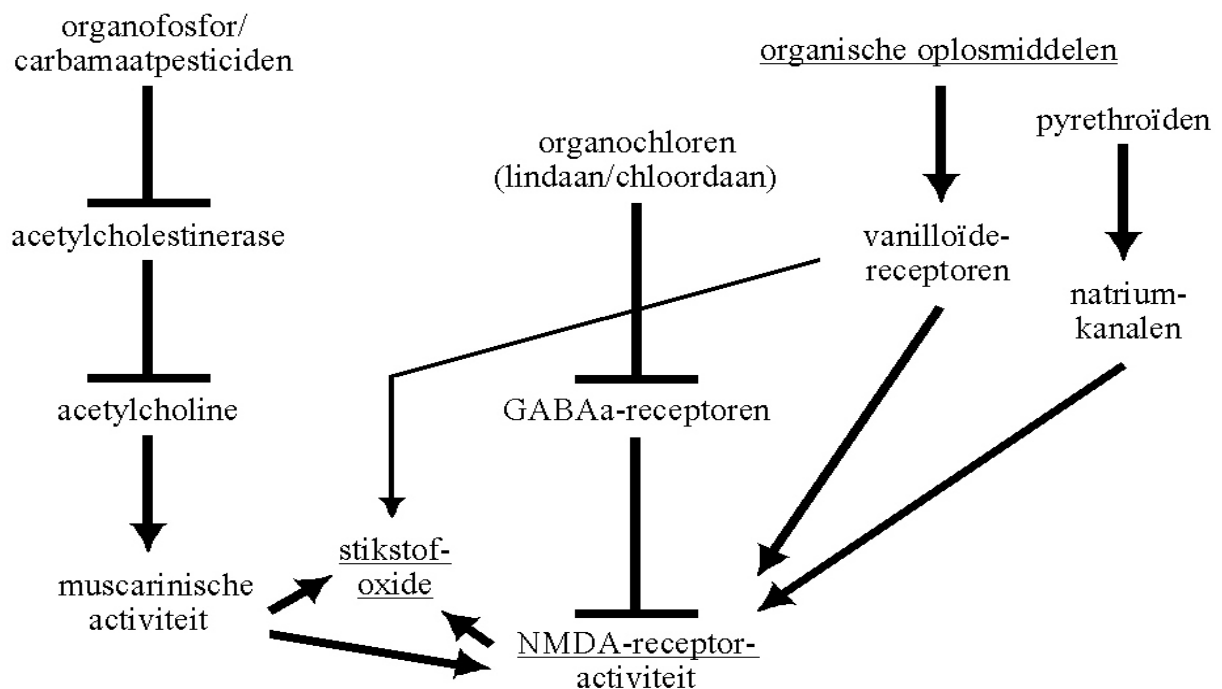 organofosfor/
carbamaatpesticiden
organische oplosmiddelen
pyrethroïden
organochloren
(lindaan/chloordaan)
acetylcholestinerase
vanilloïde-
receptoren
natrium-
kanalen
acetylcholine
GABAa-receptoren
stikstof-
oxide
muscarinische
activiteit
NMDA-receptor-
activiteit